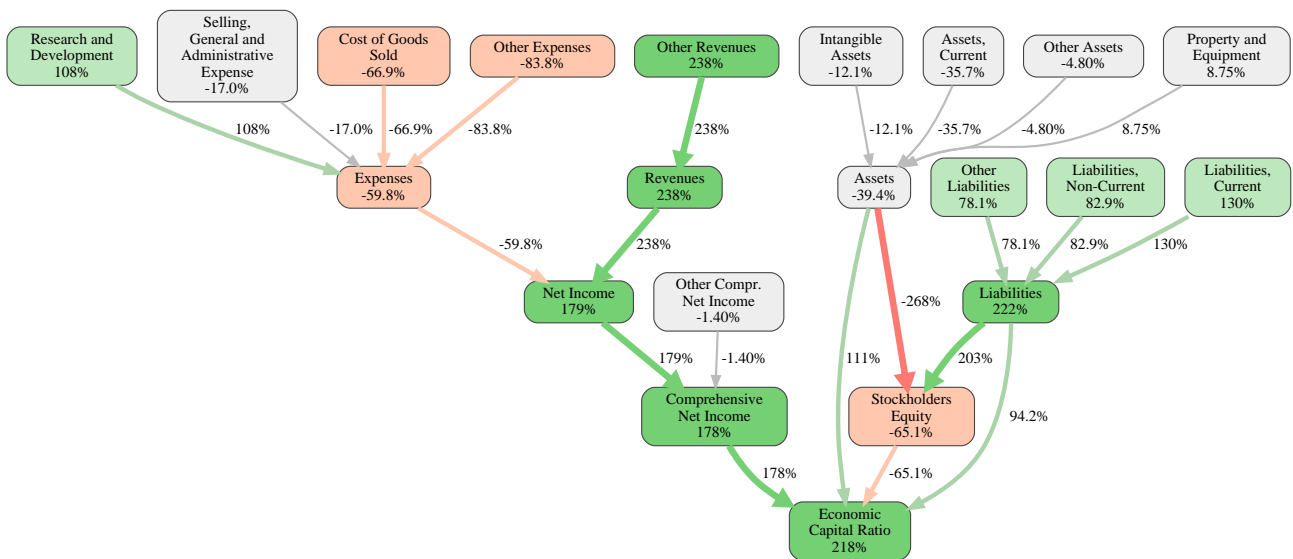 Research and
Development
108%
Selling,
General and
Administrative
Expense
-17.0%
Cost of Goods
Sold
-66.9%
Other Expenses
-83.8%
Other Revenues
238%
Intangible
Assets
-12.1%
Assets,
Current
-35.7%
Other Assets
-4.80%
Property and
Equipment
8.75%
108%
-17.0%
-66.9%
-83.8%
238%
-12.1%
-35.7%
-4.80%
8.75%
Expenses
-59.8%
Revenues
238%
Assets
-39.4%
Other
Liabilities
78.1%
Liabilities,
Non-Current
82.9%
Liabilities,
Current
130%
-59.8%
238%
78.1%
82.9%
130%
Net Income
179%
Other Compr.
Net Income
-1.40%
-268%
Liabilities
222%
179%
-1.40%
111%
203%
Comprehensive
Net Income
178%
Stockholders
Equity
-65.1%
94.2%
178%
-65.1%
Economic
Capital Ratio
218%